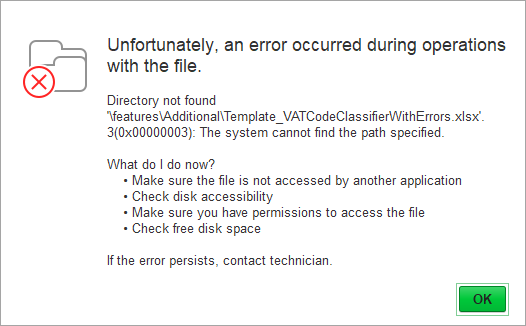 Unfortunately, an error occurred during operations
with the file.
Directory not found
'\features\Additional\Template_VATCodeClassifierWithErrors.xlsx'.
3(0x00000003): The system cannot find the path specified.
What do I do now?
• Make sure the file is not accessed by another application
• Check disk accessibility
• Make sure you have permissions to access the file
• Check free disk space
If the error persists, contact technician.
OK